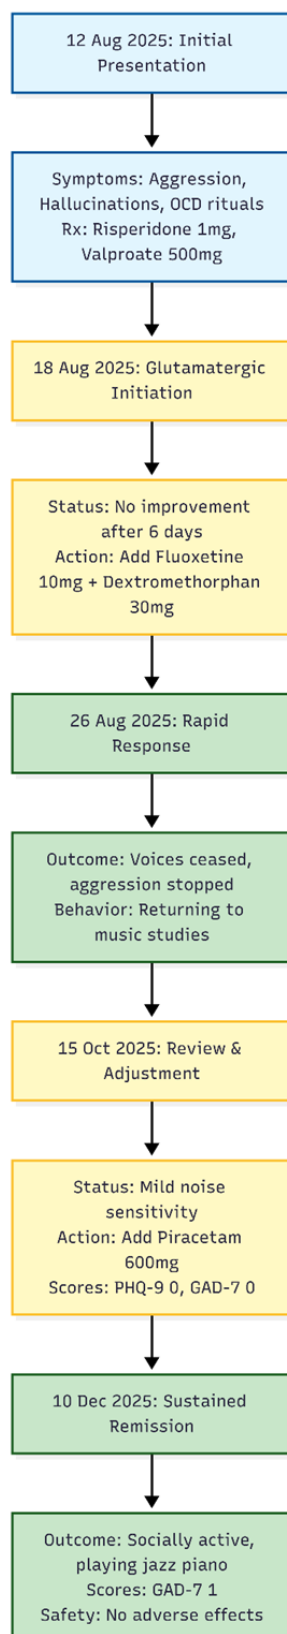 12 Aug 2025: Initial
Presentation
Symptoms: Aggression,
Hallucinations, OCD rituals
Rx: Risperidone 1mg,
Valproate 500mg
18 Aug 2025: Glutamatergic
Initiation
Status: No improvement
after 6 days
Action: Add Fluoxetine
10mg + Dextromethorphan
30mg
26 Aug 2025: Rapid
Response
Outcome: Voices ceased,
aggression stopped
Behavior: Returning to
music studies
15 Oct 2025: Review &
Adjustment
Status: Mild noise
sensitivity
Action: Add Piracetam
600mg
Scores: PHQ-9 0, GAD-7 0
10 Dec 2025: Sustained
Remission
Outcome: Socially active,
playing jazz piano
Scores: GAD-7 1
Safety: No adverse effects